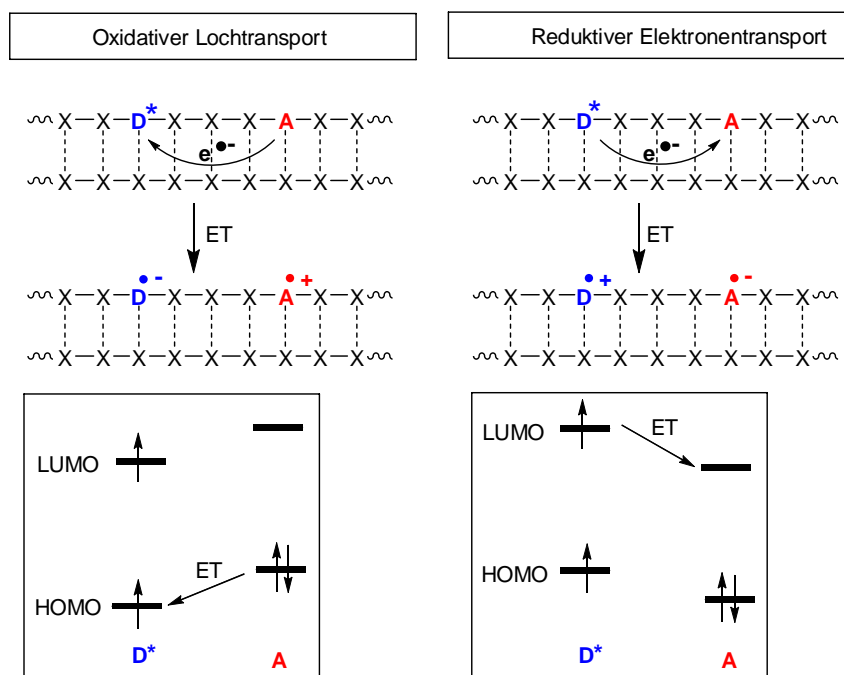 Oxidativer Lochtransport
Reduktiver Elektronentransport
X X D* X X X A X X
e •-
X X X X X X X X X
ET
X X D •- X X X A •+ X X
X X X X X X X X X
X X D* X X X A X X
e •-
X X X X X X X X X
ET
X X D •+ X X X A •- X X
X X X X X X X X X
LUMO
ET
HOMO
D* A
LUMO
ET
HOMO
D* A